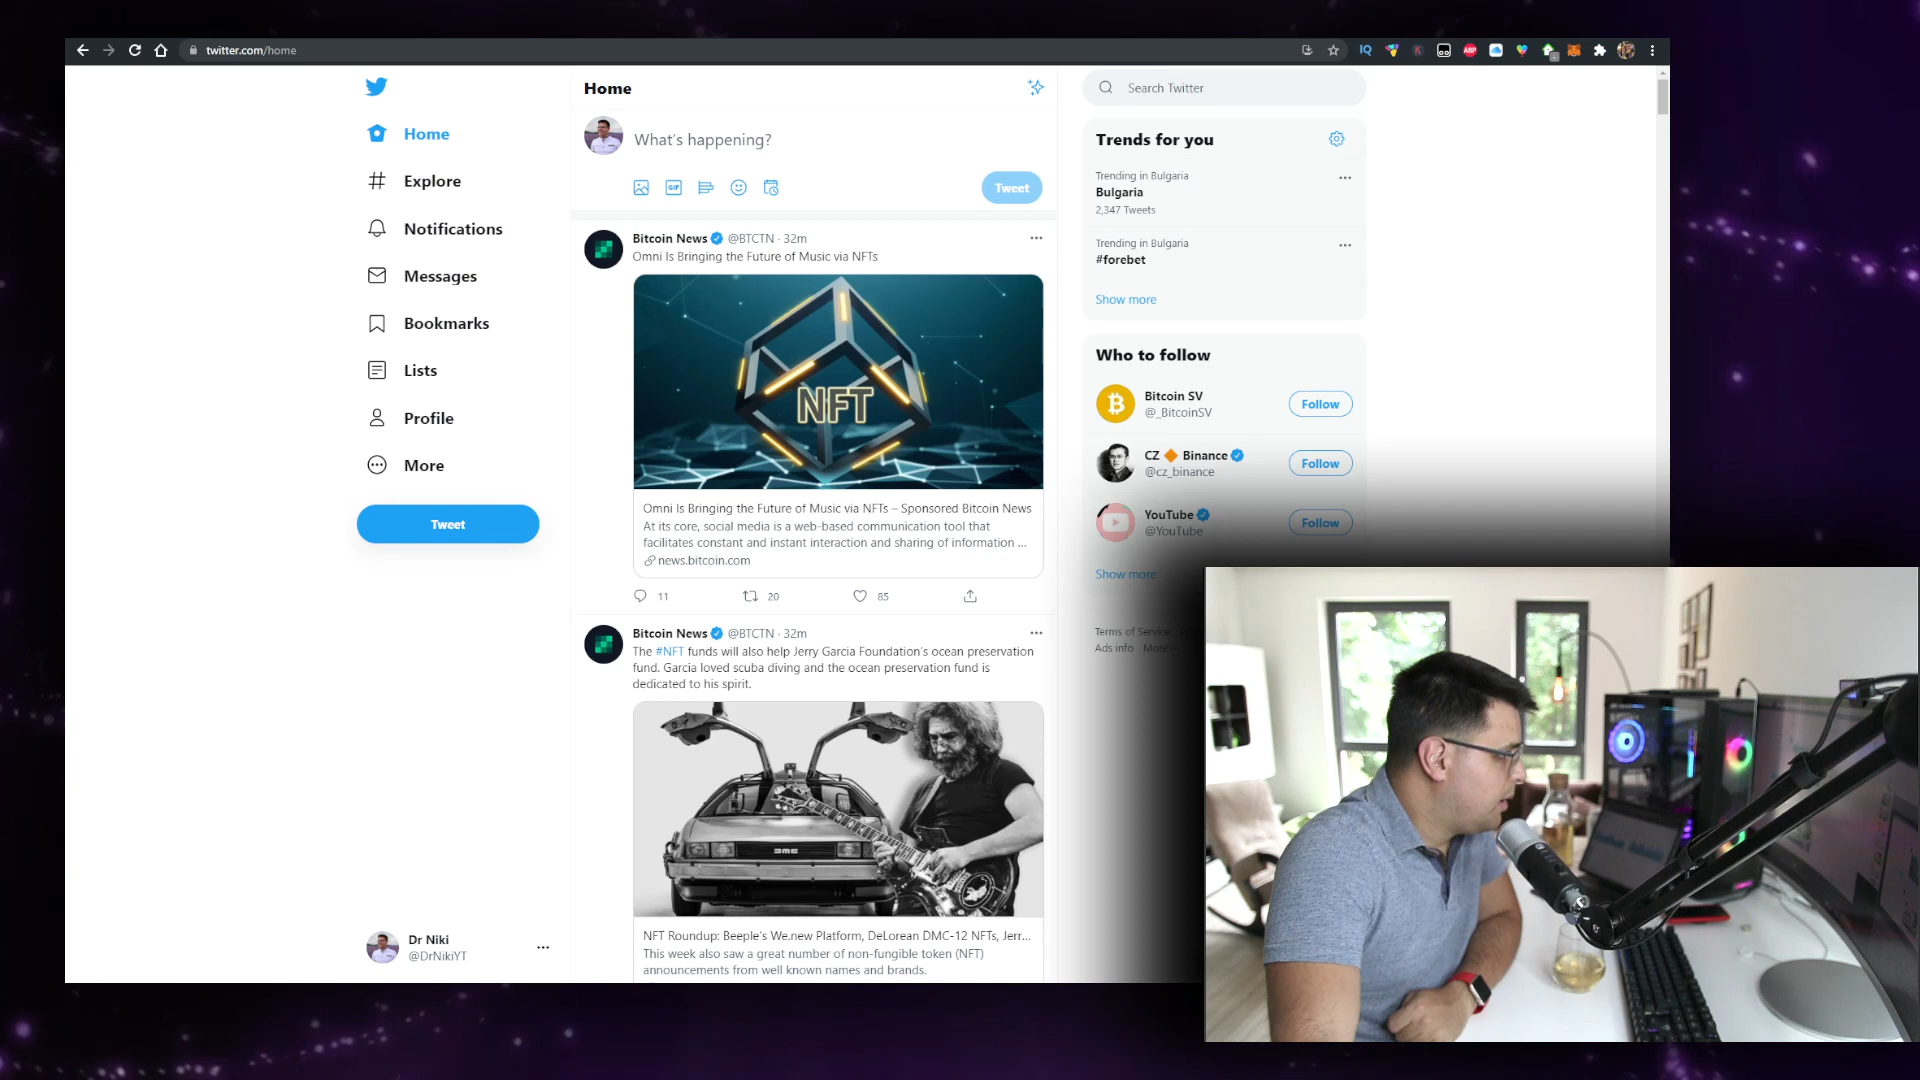 twitter.com/home
Home
Explore
Notifications
Messages
Bookmarks
Lists
Profile
More
Tweet
Dr Niki
@DrNikiYT
Home
What's happening?
GIF
Tweet
Bitcoin News @BTCTN · 32m
Omni Is Bringing the Future of Music via NFTs
NFT
Omni Is Bringing the Future of Music via NFTs – Sponsored Bitcoin News
At its core, social media is a web-based communication tool that
facilitates constant and instant interaction and sharing of information ...
news.bitcoin.com
11
20
85
Bitcoin News @BTCTN · 32m
The #NFT funds will also help Jerry Garcia Foundation's ocean preservation
fund. Garcia loved scuba diving and the ocean preservation fund is
dedicated to his spirit.
DMC
NFT Roundup: Beeple's We.new Platform, DeLorean DMC-12 NFTs, Jerr...
This week also saw a great number of non-fungible token (NFT)
announcements from well known names and brands.
Search Twitter
Trends for you
Trending in Bulgaria
Bulgaria
2,347 Tweets
Trending in Bulgaria
#forebet
Show more
Who to follow
Bitcoin SV
@_BitcoinSV
Follow
CZ 🔶 Binance
@cz_binance
Follow
YouTube
@YouTube
Follow
Show more
Terms of Service
Ads info More
IQ
K
ABP